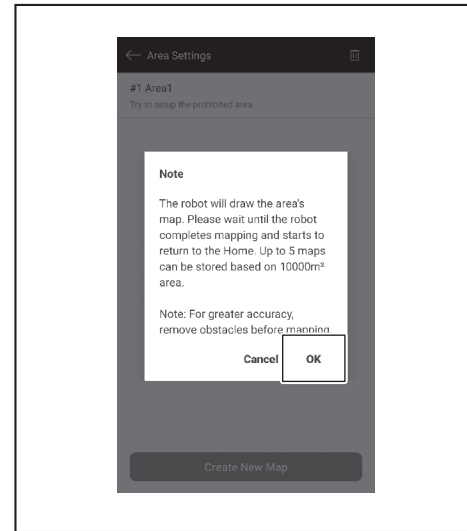 ← Area Settings
#1 Area1
Try to setup the prohibited area.
Note
The robot will draw the area's
map. Please wait until the robot
completes mapping and starts to
return to the Home. Up to 5 maps
can be stored based on 10000m²
area.
Note: For greater accuracy,
remove obstacles before mapping.
Cancel OK
Create New Map